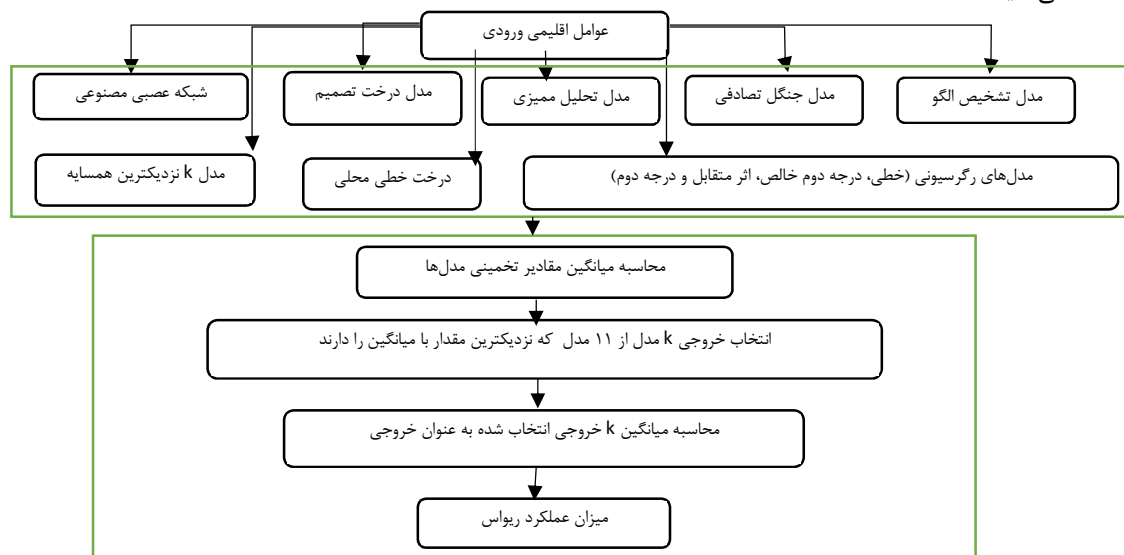 عوامل اقلیمی ورودی
مدل تشخیص الگو
مدل جنگل تصادفی
مدل تحلیل ممیزی
مدل درخت تصمیم
شبکه عصبی مصنوعی
مدل‌های رگرسیونی (خطی، درجه دوم خالص، اثر متقابل و درجه دوم)
درخت خطی محلی
مدل k نزدیکترین همسایه
محاسبه میانگین مقادیر تخمینی مدل‌ها
انتخاب خروجی k مدل از ۱۱ مدل که نزدیکترین مقدار با میانگین را دارند
محاسبه میانگین k خروجی انتخاب شده به عنوان خروجی
میزان عملکرد ریواس